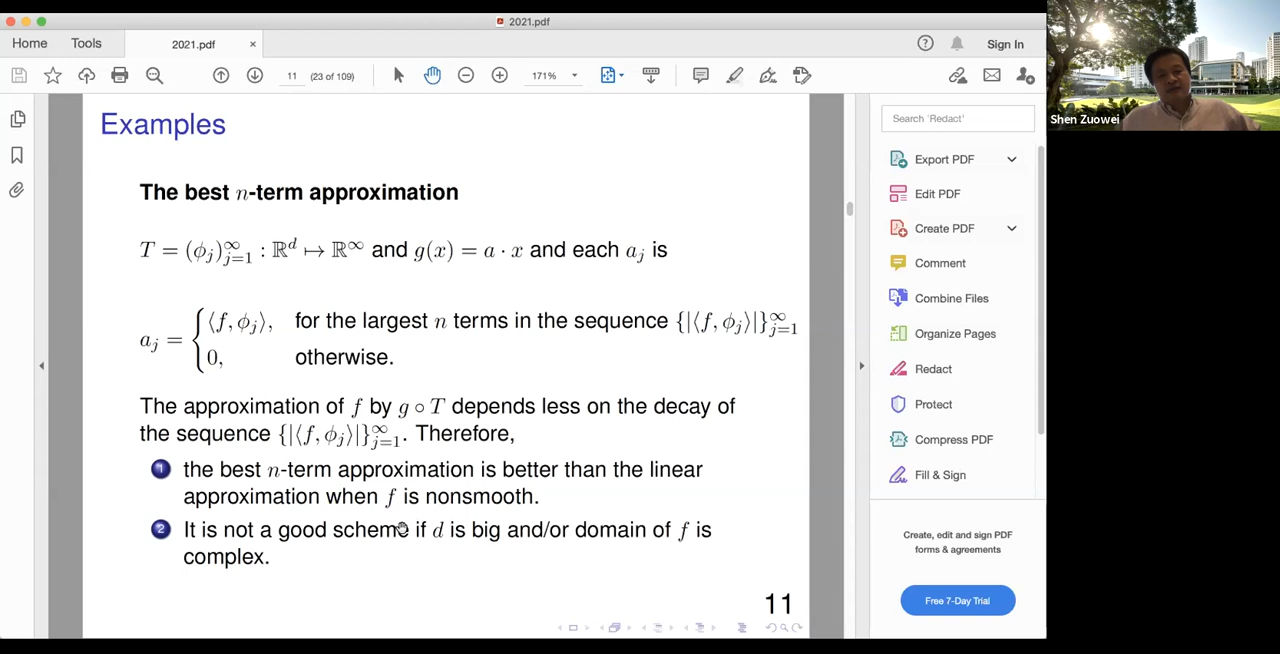 2021.pdf
Home Tools 2021.pdf × Sign In
11 (23 of 109) 171%
Examples
The best n-term approximation
T = (ϕ_j)_{j=1}^∞ : ℝ^d ↦ ℝ^∞ and g(x) = a · x and each a_j is
a_j = { ⟨f, ϕ_j⟩, for the largest n terms in the sequence {|⟨f, ϕ_j⟩|}_{j=1}^∞
0, otherwise.
The approximation of f by g ∘ T depends less on the decay of
the sequence {|⟨f, ϕ_j⟩|}_{j=1}^∞. Therefore,
1 the best n-term approximation is better than the linear
approximation when f is nonsmooth.
2 It is not a good scheme if d is big and/or domain of f is
complex.
11
Search 'Redact'
Export PDF
Edit PDF
Create PDF
Comment
Combine Files
Organize Pages
Redact
Protect
Compress PDF
Fill & Sign
Create, edit and sign PDF
forms & agreements
Free 7-Day Trial
Shen Zuowei